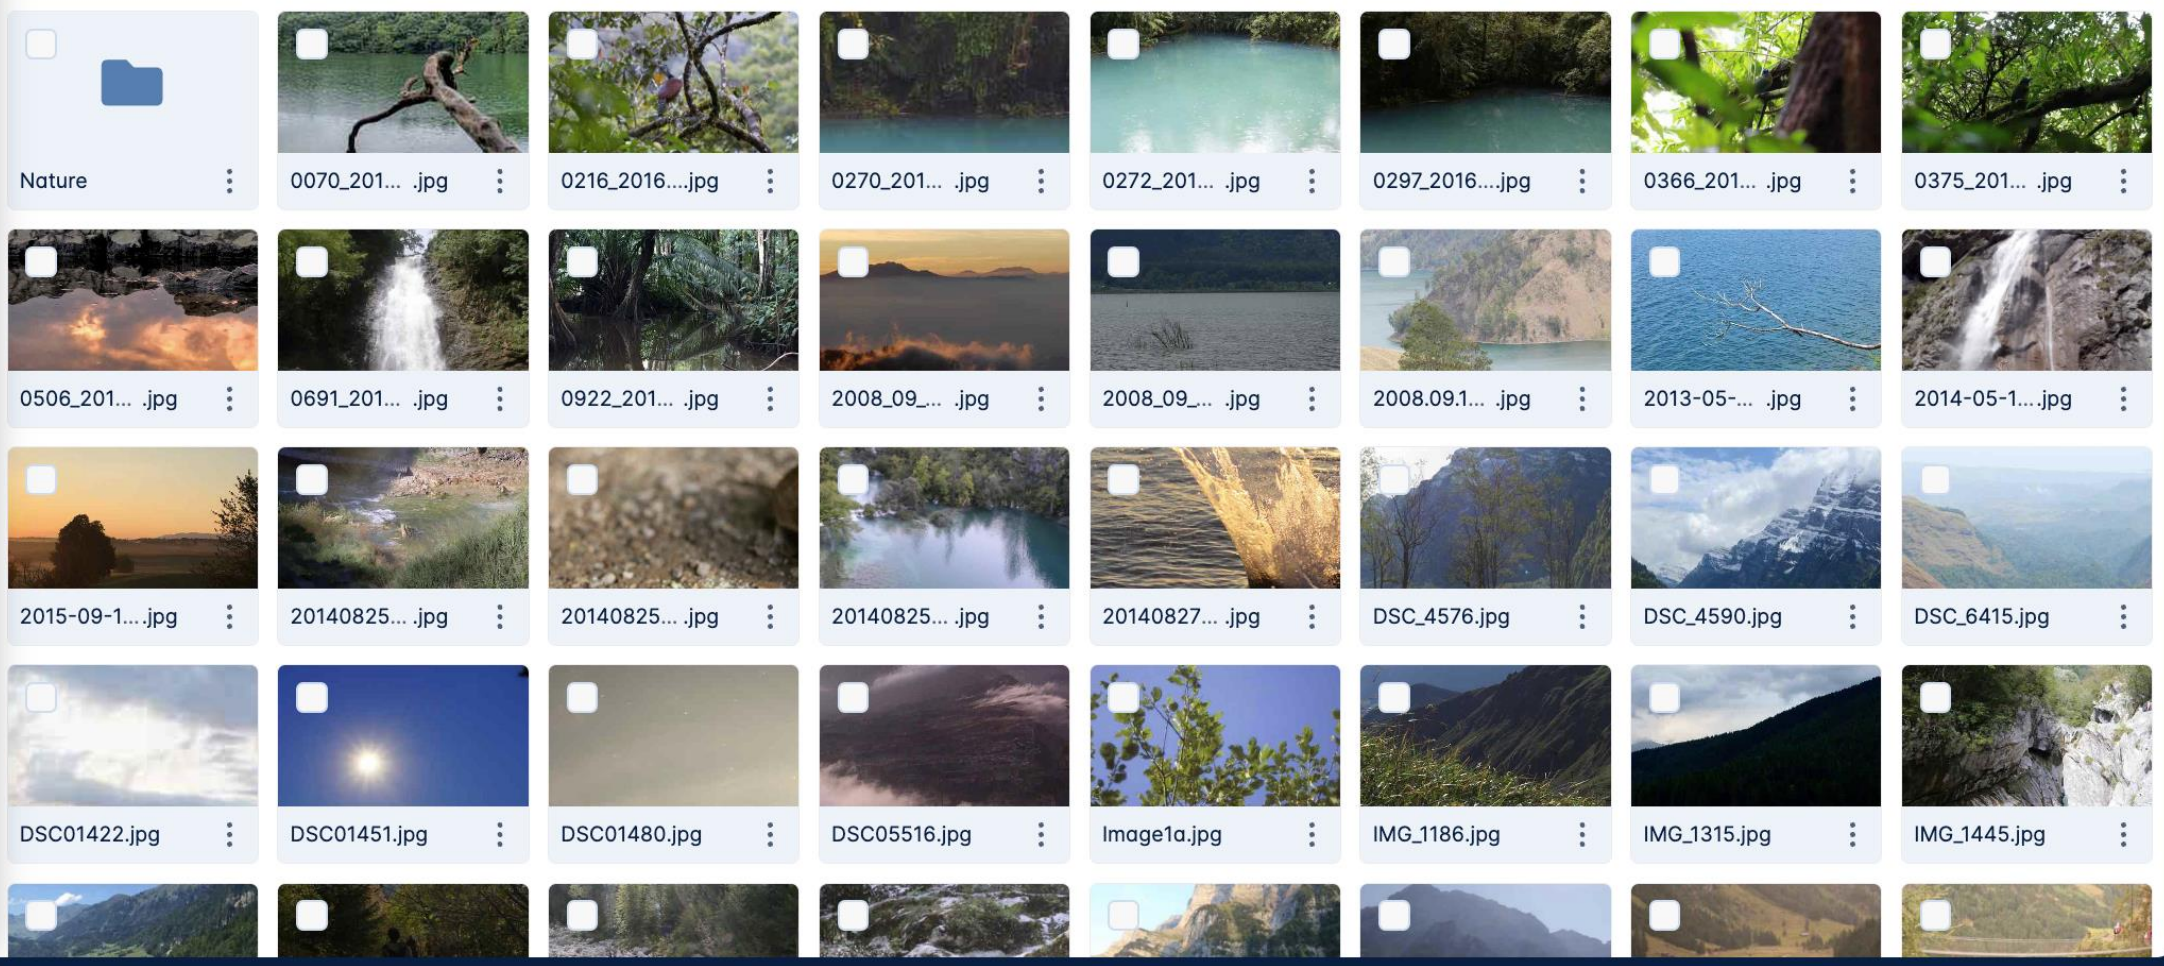 Nature
0070_201... .jpg
0216_2016....jpg
0270_201... .jpg
0272_201... .jpg
0297_2016....jpg
0366_201... .jpg
0375_201... .jpg
0506_201... .jpg
0691_201... .jpg
0922_201... .jpg
2008_09_... .jpg
2008_09_... .jpg
2008.09.1... .jpg
2013-05-... .jpg
2014-05-1....jpg
2015-09-1....jpg
20140825... .jpg
20140825... .jpg
20140825... .jpg
20140827... .jpg
DSC_4576.jpg
DSC_4590.jpg
DSC_6415.jpg
DSC01422.jpg
DSC01451.jpg
DSC01480.jpg
DSC05516.jpg
Image1a.jpg
IMG_1186.jpg
IMG_1315.jpg
IMG_1445.jpg